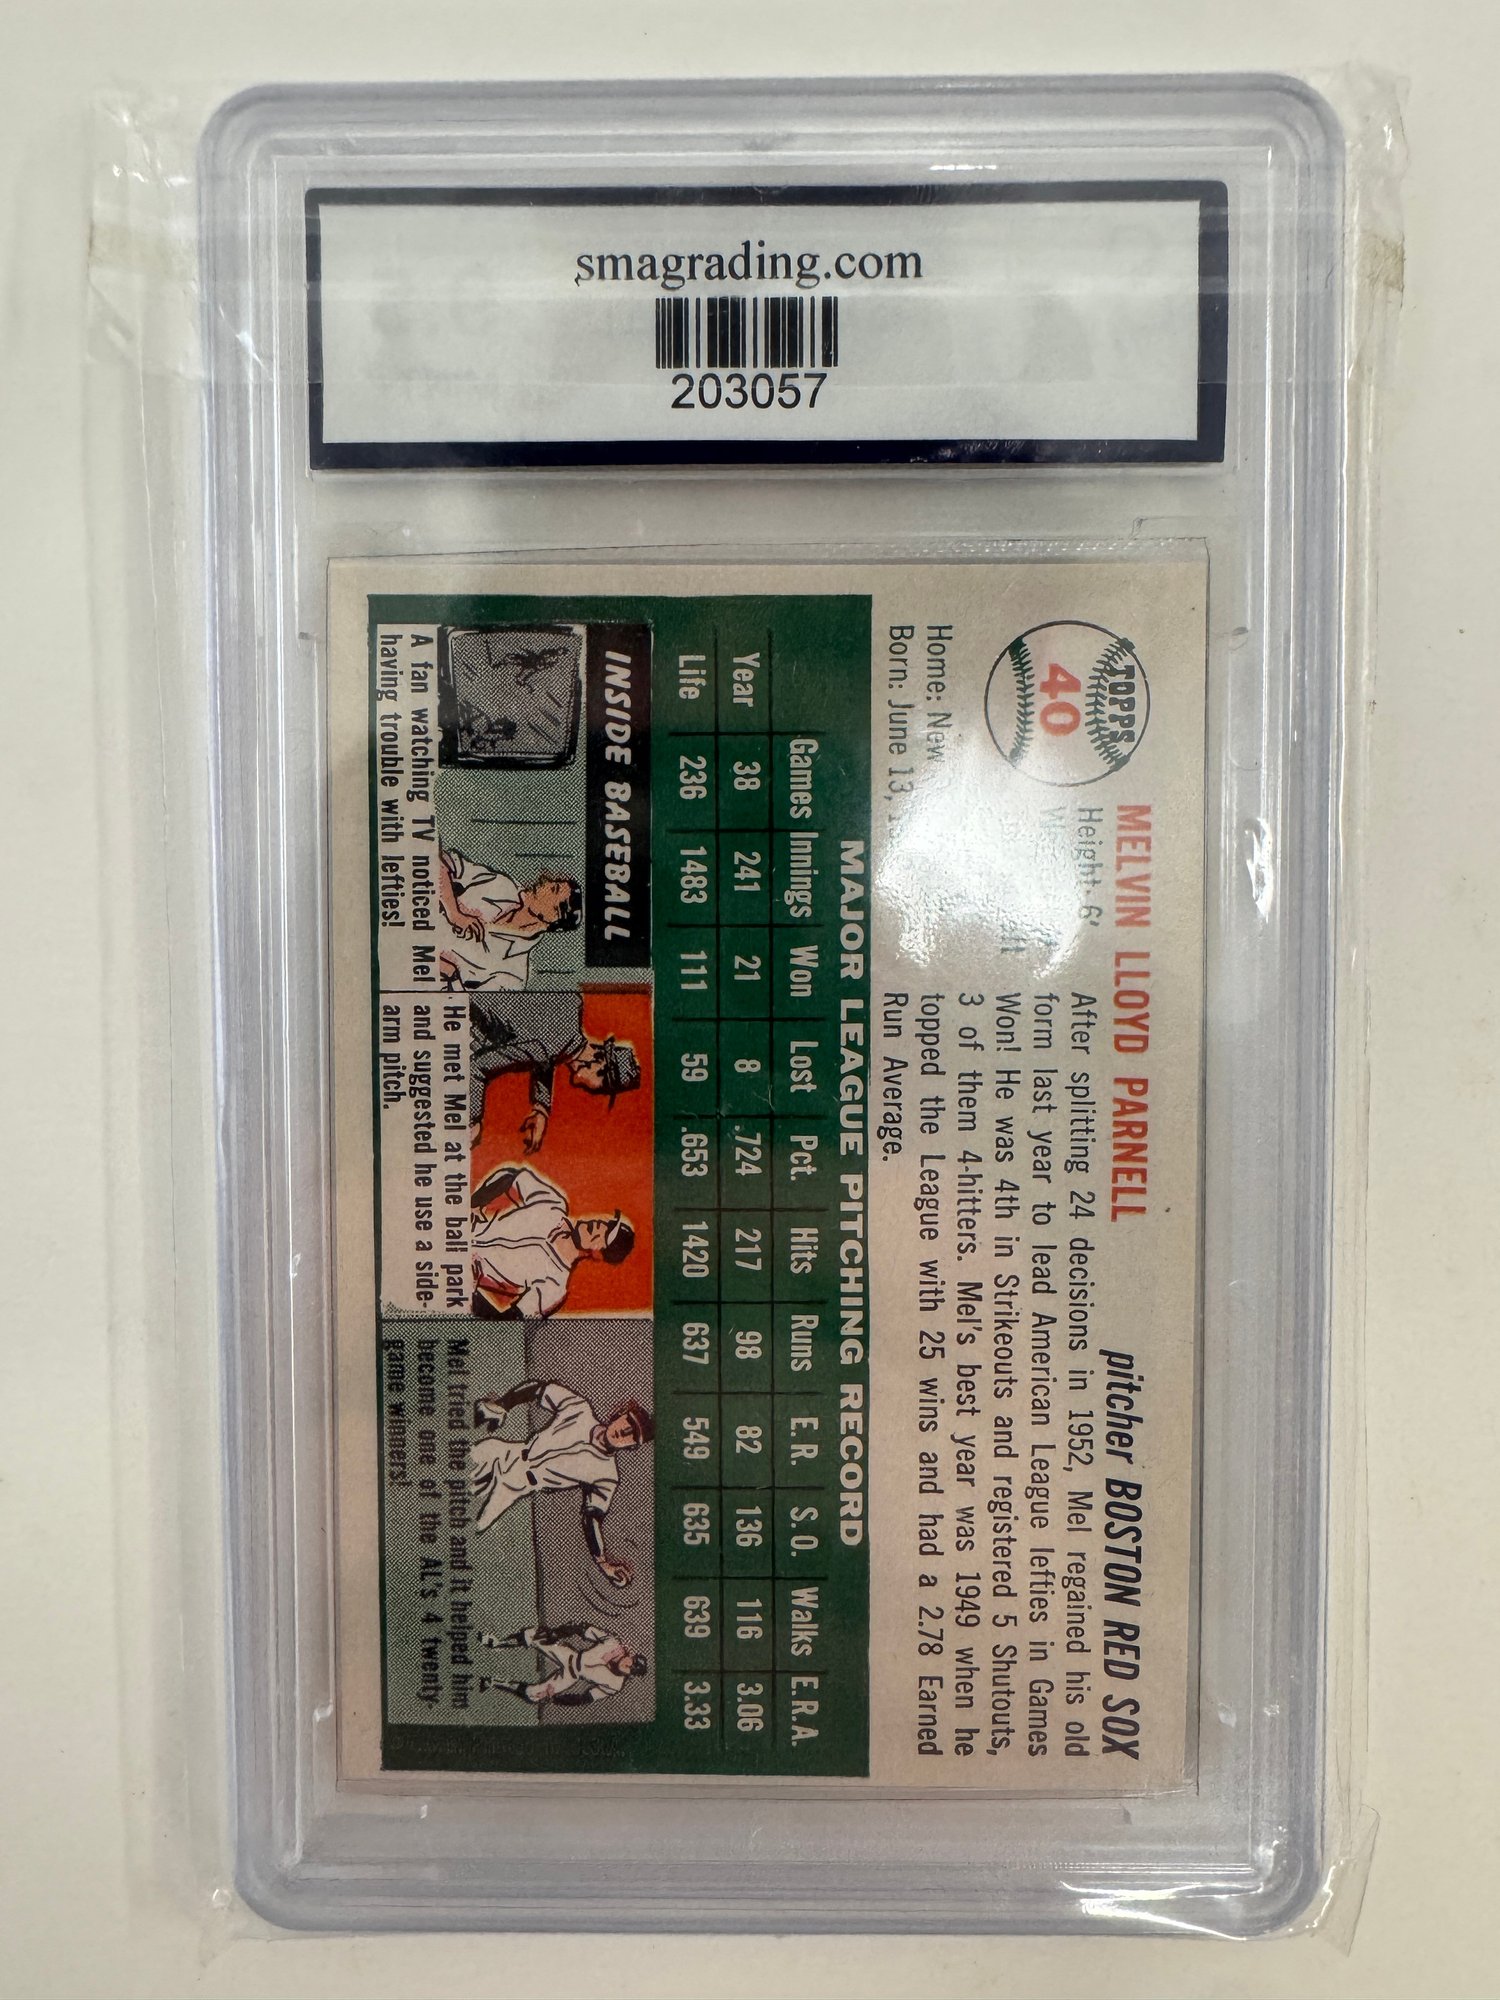 smagrading.com
203057
TOPPS
40
MELVIN LLOYD PARNELL
pitcher BOSTON RED SOX
Height: 6'
Home: New
Born: June 13,
After splitting 24 decisions in 1952, Mel regained his old
form last year to lead American League lefties in Games
Won! He was 4th in Strikeouts and registered 5 Shutouts,
3 of them 4-hitters. Mel's best year was 1949 when he
topped the League with 25 wins and had a 2.78 Earned
Run Average.
MAJOR LEAGUE PITCHING RECORD
Games Innings Won Lost Pct. Hits Runs E.R. S.O. Walks E.R.A.
Year 38 241 21 8 .724 217 98 82 136 116 3.06
Life 236 1483 111 59 .653 1420 637 549 635 639 3.33
INSIDE BASEBALL
A fan watching TV noticed Mel
having trouble with lefties!
He met Mel at the ball park
and suggested he use a side-
arm pitch.
Mel tried the pitch and it helped him
become one of the AL's 4 twenty
game winners!